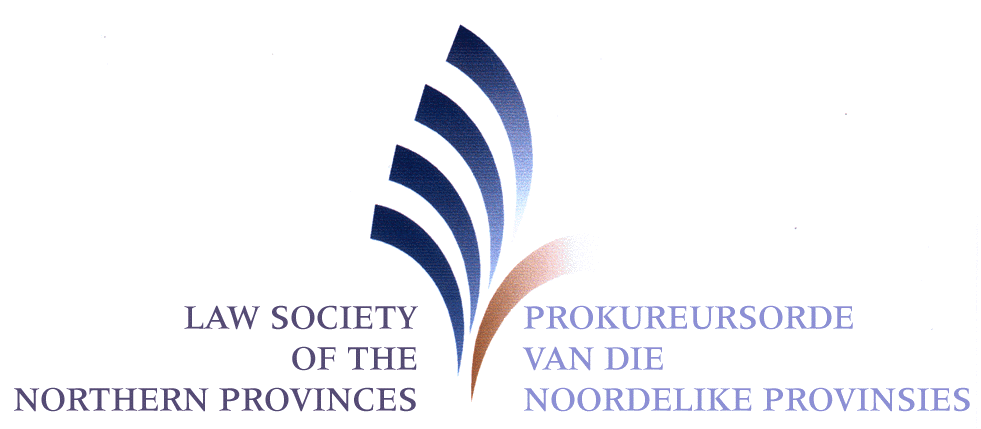 LAW SOCIETY
OF THE
NORTHERN PROVINCES
PROKUREURSORDE
VAN DIE
NOORDELIKE PROVINSIES